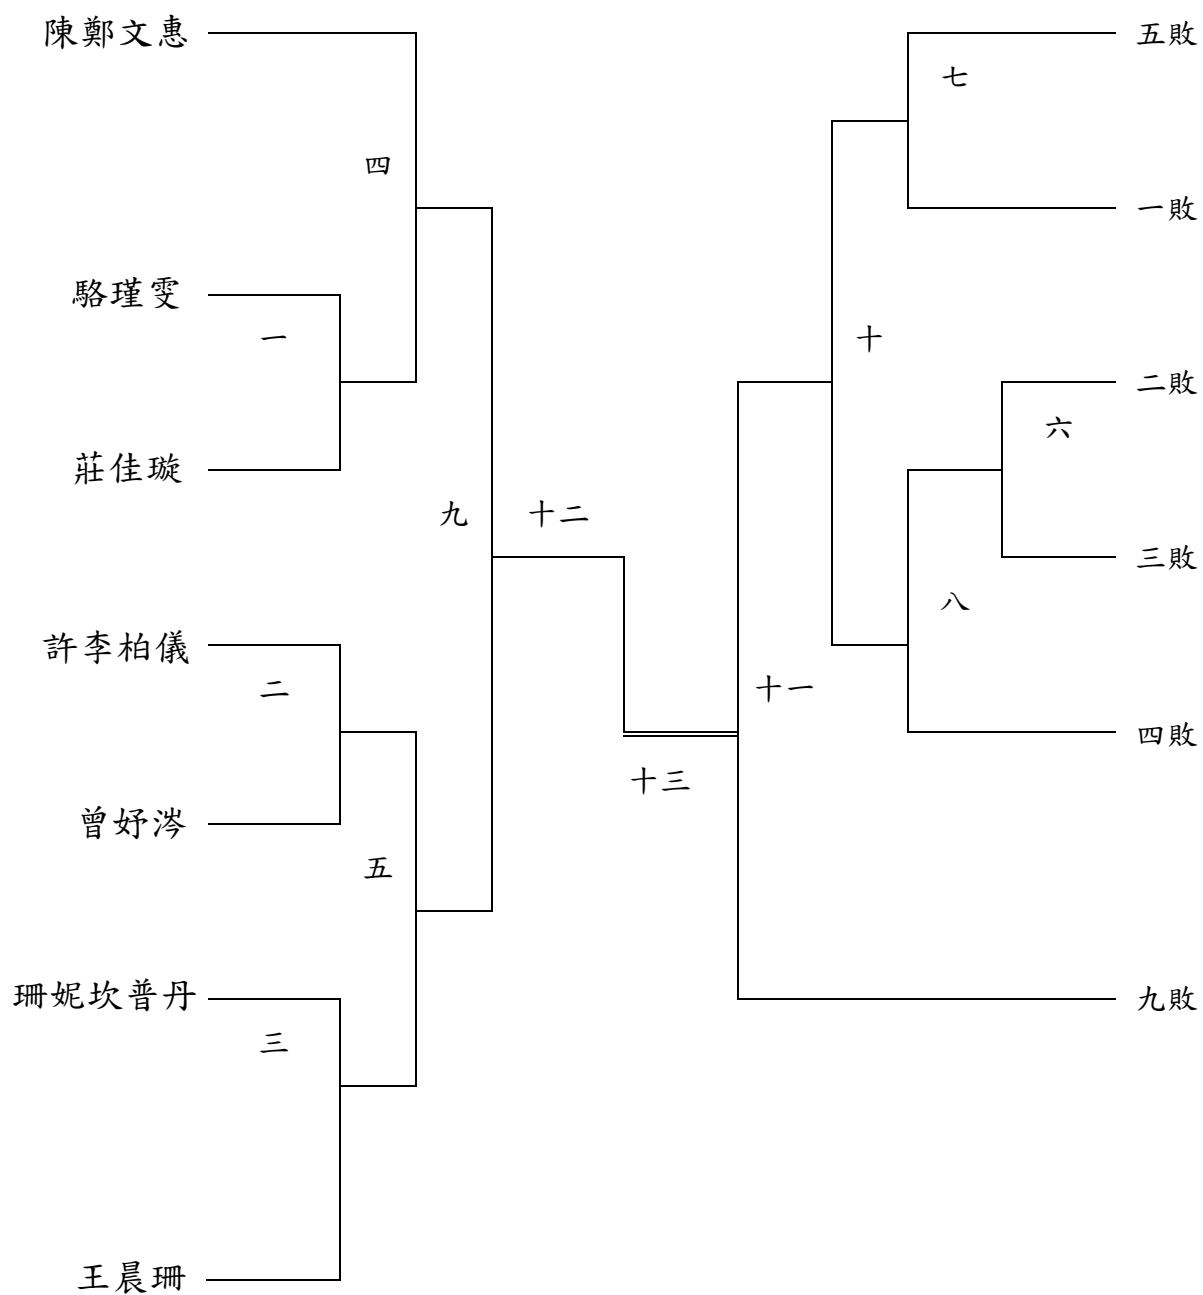 陳鄭文惠
五敗
七
四
一敗
駱瑾雯
一
十
二敗
莊佳璇
六
九
十二
三敗
八
許李柏儀
二
十一
四敗
十三
曾妤涔
五
珊妮坎普丹
九敗
三
王晨珊